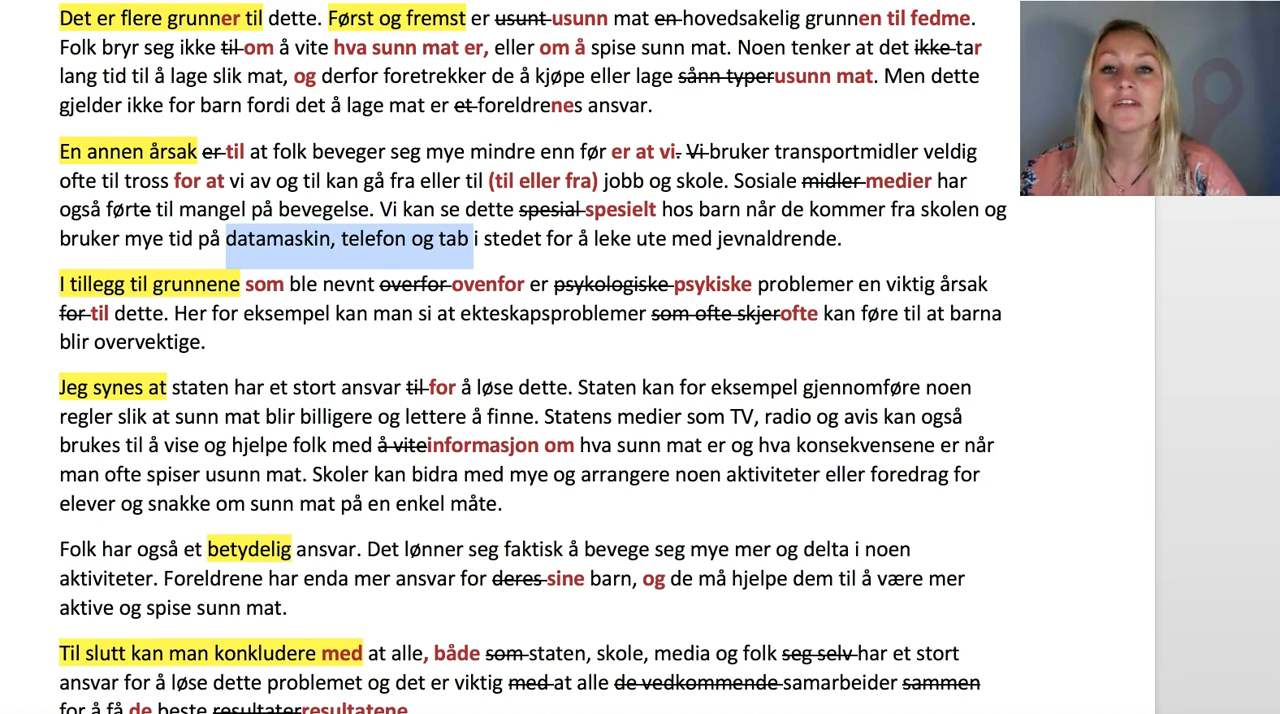 Det er flere grunner til dette. Først og fremst er usunt usunn mat en hovedsakelig grunnen til fedme.
Folk bryr seg ikke til om å vite hva sunn mat er, eller om å spise sunn mat. Noen tenker at det ikke tar
lang tid til å lage slik mat, og derfor foretrekker de å kjøpe eller lage sånn typerusunn mat. Men dette
gjelder ikke for barn fordi det å lage mat er et foreldrenes ansvar.
En annen årsak er til at folk beveger seg mye mindre enn før er at vi. Vi bruker transportmidler veldig
ofte til tross for at vi av og til kan gå fra eller til (til eller fra) jobb og skole. Sosiale midler medier har
også førte til mangel på bevegelse. Vi kan se dette spesial spesielt hos barn når de kommer fra skolen og
bruker mye tid på datamaskin, telefon og tab i stedet for å leke ute med jevnaldrende.
I tillegg til grunnene som ble nevnt overfor ovenfor er psykologiske psykiske problemer en viktig årsak
for til dette. Her for eksempel kan man si at ekteskapsproblemer som ofte skjerofte kan føre til at barna
blir overvektige.
Jeg synes at staten har et stort ansvar til for å løse dette. Staten kan for eksempel gjennomføre noen
regler slik at sunn mat blir billigere og lettere å finne. Statens medier som TV, radio og avis kan også
brukes til å vise og hjelpe folk med å viteinformasjon om hva sunn mat er og hva konsekvensene er når
man ofte spiser usunn mat. Skoler kan bidra med mye og arrangere noen aktiviteter eller foredrag for
elever og snakke om sunn mat på en enkel måte.
Folk har også et betydelig ansvar. Det lønner seg faktisk å bevege seg mye mer og delta i noen
aktiviteter. Foreldrene har enda mer ansvar for deres sine barn, og de må hjelpe dem til å være mer
aktive og spise sunn mat.
Til slutt kan man konkludere med at alle, både som staten, skole, media og folk seg selv har et stort
ansvar for å løse dette problemet og det er viktig med at alle de vedkommende samarbeider sammen
for å få de beste resultaterresultatene